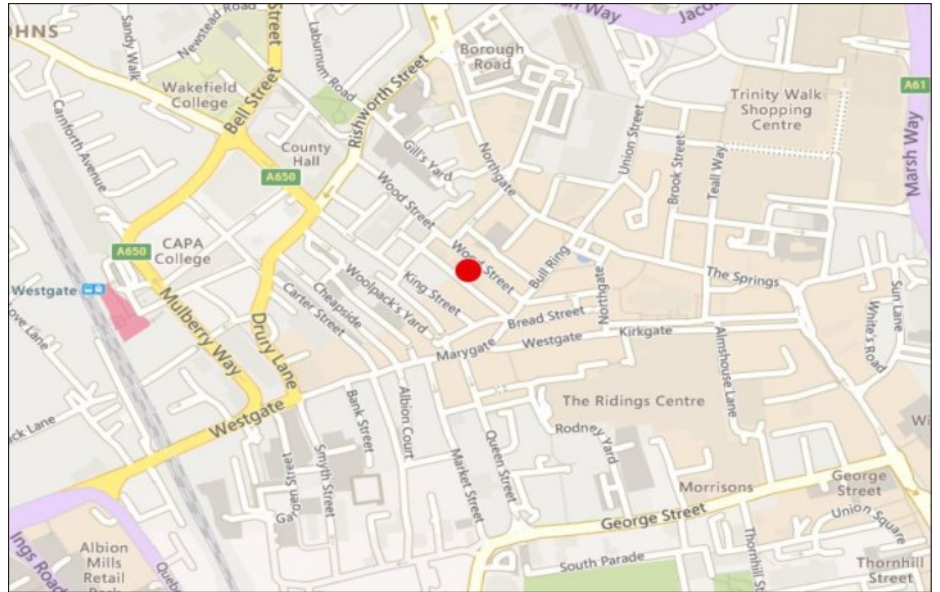 OHNS
Sandy Walk
Newstead Road
Street
Laburnum Road
Rishworth Street
Borough
Road
Way
A61
Wakefield
College
Bell Street
Trinity Walk
Shopping
Centre
Marsh Way
Carnforth Avenue
County
Hall
A650
Gill's Yard
Northgate
Union Street
Brook Street
Teall Way
Wood Street
A650
CAPA
College
Wood Street
Bull Ring
The Springs
Westgate
Mulberry Way
Drury Lane
Carter Street
Cheapside
Woolpack's Yard
King Street
Bread Street
Northgate
Sun Lane
White's Road
Marygate
Westgate
Kirkgate
Almshouse Lane
Westgate
Bank Street
Albion Court
The Ridings Centre
Rodney Yard
Smyth Street
Market Street
Queen Street
Morrisons
George
Street
George Street
Union Square
Ings Road
Albion
Mills
Retail
South Parade
Thornhill
Street